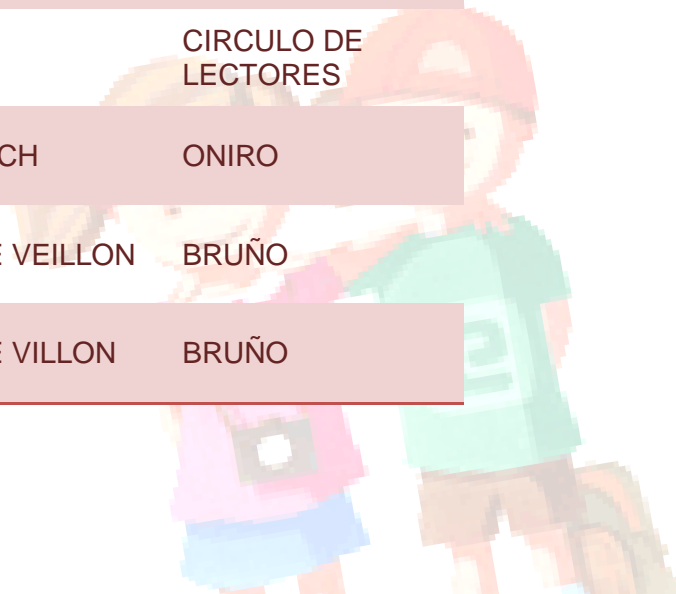 CIRCULO DE
LECTORES
CH ONIRO
E VEILLON BRUÑO
E VILLON BRUÑO